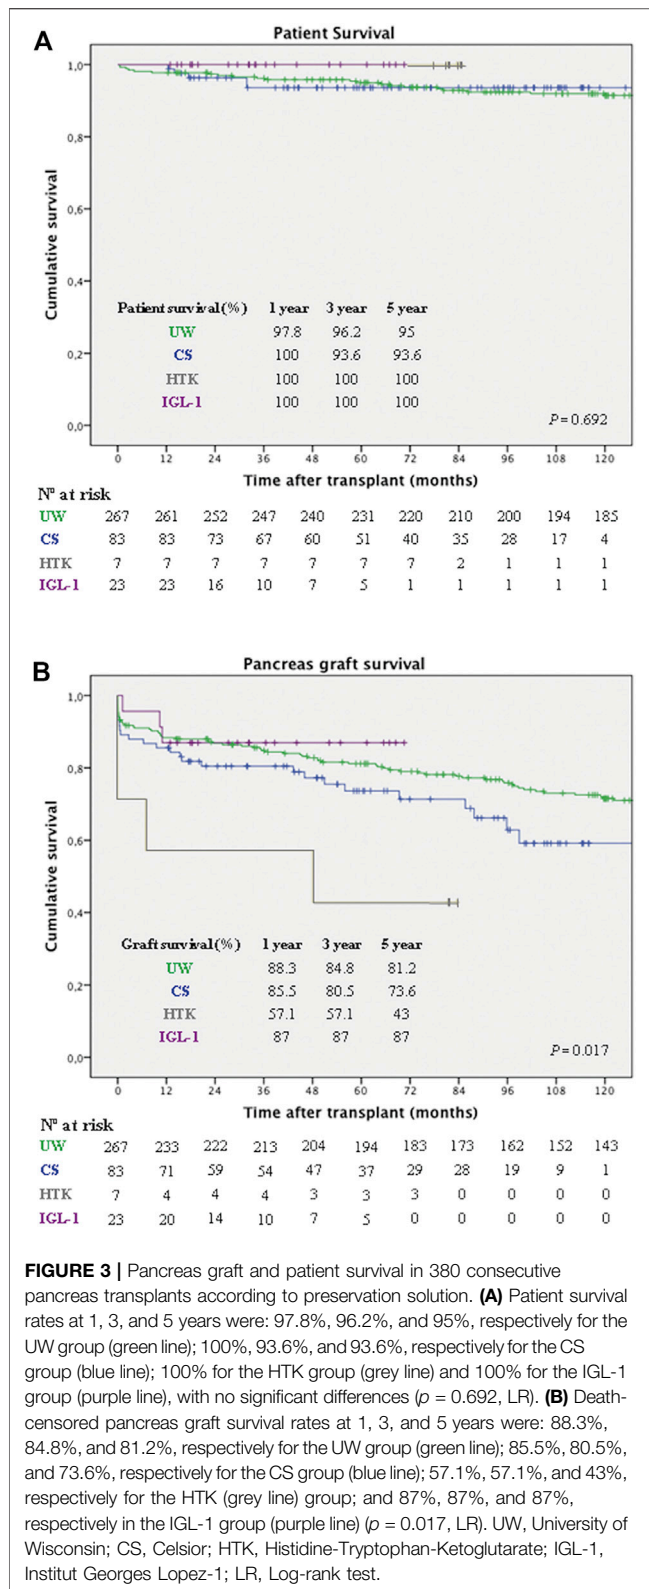 A
Patient Survival
1,0
0,8
0,6
0,4
0,2
0,0
Cumulative survival
Patient survival (%) 1 year 3 year 5 year
UW 97.8 96.2 95
CS 100 93.6 93.6
HTK 100 100 100
IGL-1 100 100 100
P = 0.692
0 12 24 36 48 60 72 84 96 108 120
Time after transplant (months)
Nº at risk
UW 267 261 252 247 240 231 220 210 200 194 185
CS 83 83 73 67 60 51 40 35 28 17 4
HTK 7 7 7 7 7 7 7 2 1 1 1
IGL-1 23 23 16 10 7 5 1 1 1 1 1
B
Pancreas graft survival
1,0
0,8
0,6
0,4
0,2
0,0
Cumulative survival
Graft survival (%) 1 year 3 year 5 year
UW 88.3 84.8 81.2
CS 85.5 80.5 73.6
HTK 57.1 57.1 43
IGL-1 87 87 87
P = 0.017
0 12 24 36 48 60 72 84 96 108 120
Time after transplant (months)
Nº at risk
UW 267 233 222 213 204 194 183 173 162 152 143
CS 83 71 59 54 47 37 29 28 19 9 1
HTK 7 4 4 4 3 3 3 0 0 0 0
IGL-1 23 20 14 10 7 5 0 0 0 0 0
FIGURE 3 | Pancreas graft and patient survival in 380 consecutive
pancreas transplants according to preservation solution. (A) Patient survival
rates at 1, 3, and 5 years were: 97.8%, 96.2%, and 95%, respectively for the
UW group (green line); 100%, 93.6%, and 93.6%, respectively for the CS
group (blue line); 100% for the HTK group (grey line) and 100% for the IGL-1
group (purple line), with no significant differences (p = 0.692, LR). (B) Death-
censored pancreas graft survival rates at 1, 3, and 5 years were: 88.3%,
84.8%, and 81.2%, respectively for the UW group (green line); 85.5%, 80.5%,
and 73.6%, respectively for the CS group (blue line); 57.1%, 57.1%, and 43%,
respectively for the HTK (grey line) group; and 87%, 87%, and 87%,
respectively in the IGL-1 group (purple line) (p = 0.017, LR). UW, University of
Wisconsin; CS, Celsior; HTK, Histidine-Tryptophan-Ketoglutarate; IGL-1,
Institut Georges Lopez-1; LR, Log-rank test.